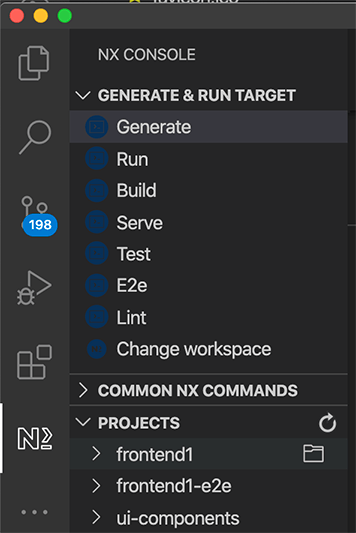 NX CONSOLE
GENERATE & RUN TARGET
Generate
Run
Build
Serve
198
Test
E2e
Lint
Change workspace
COMMON NX COMMANDS
PROJECTS
frontend1
frontend1-e2e
ui-components